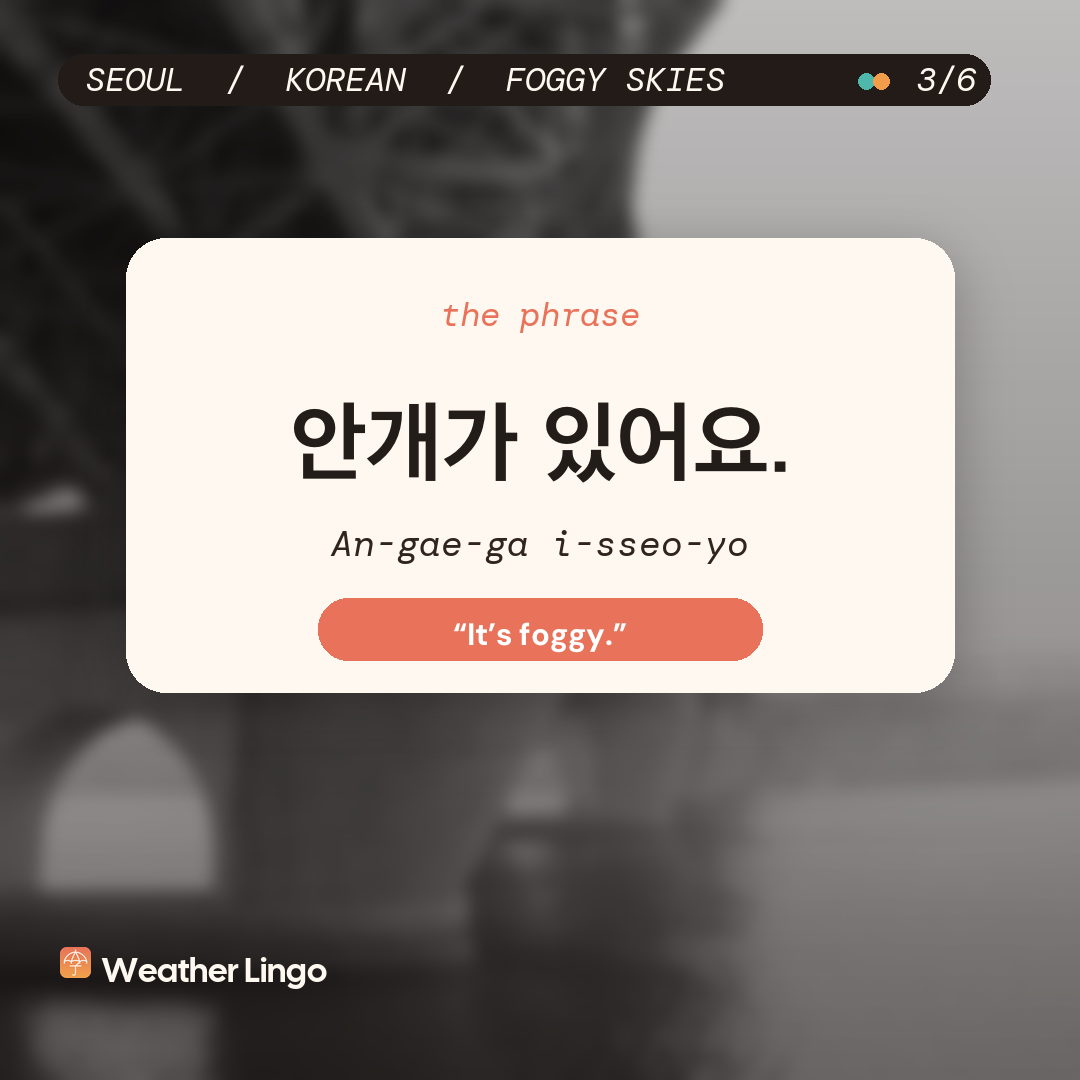 SEOUL / KOREAN / FOGGY SKIES 3/6
the phrase
안개가 있어요.
An-gae-ga i-sseo-yo
“It’s foggy.”
Weather Lingo